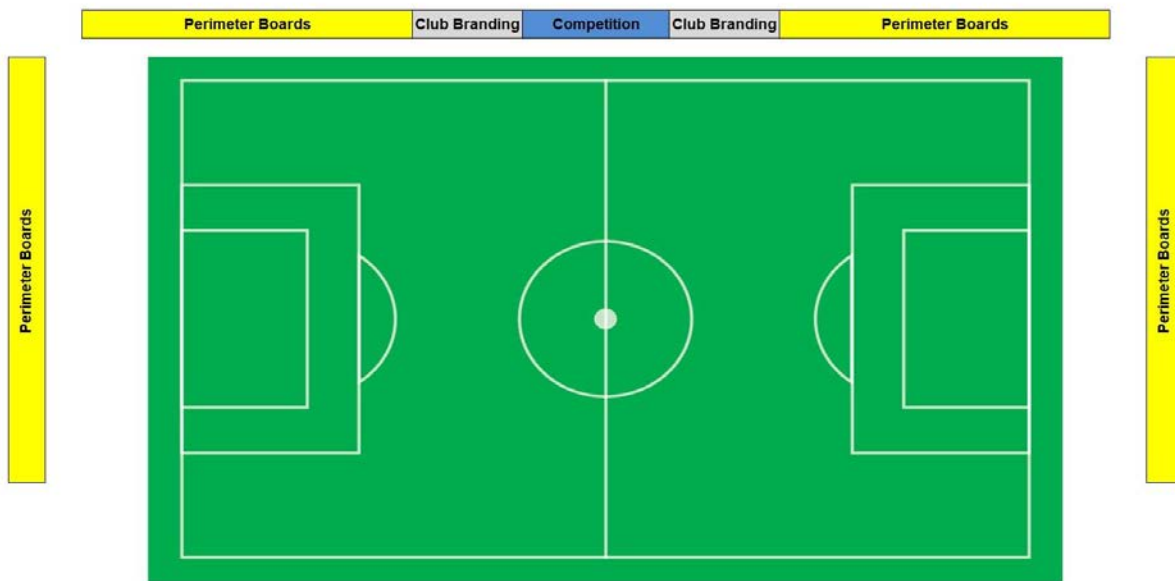 Perimeter Boards Club Branding Competition Club Branding Perimeter Boards
Perimeter Boards
Perimeter Boards